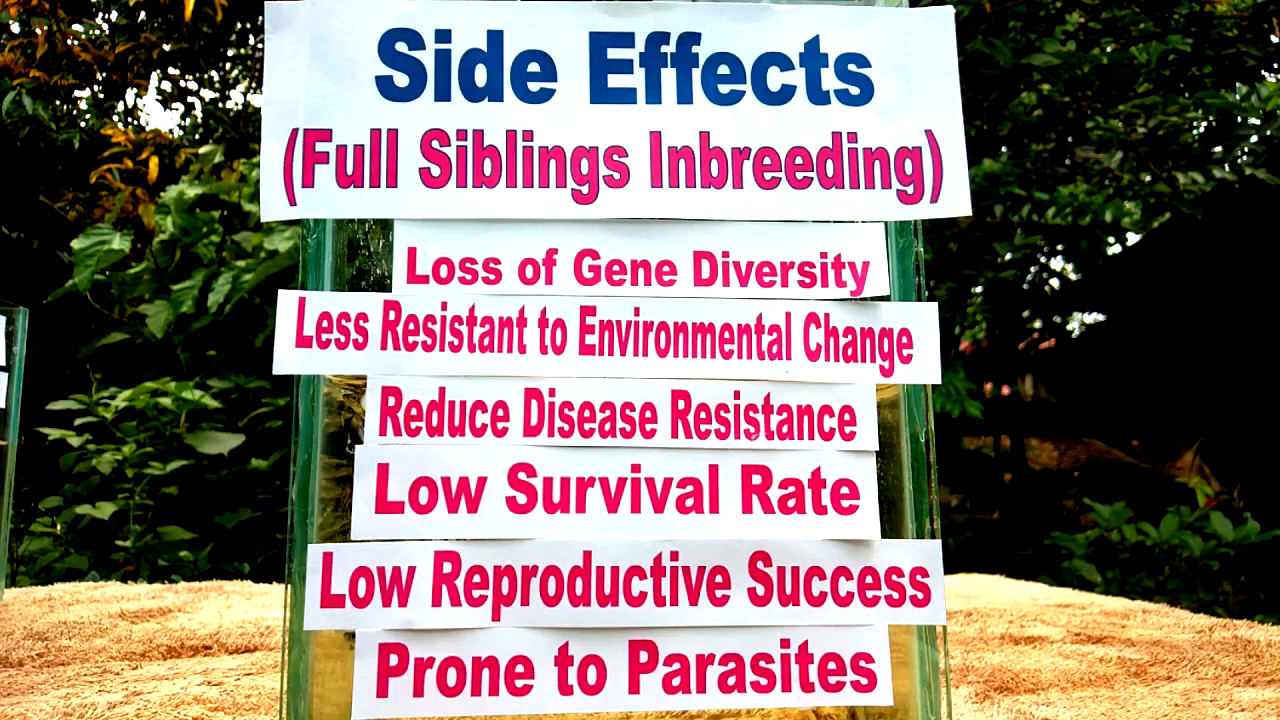 Side Effects
(Full Siblings Inbreeding)
Loss of Gene Diversity
Less Resistant to Environmental Change
Reduce Disease Resistance
Low Survival Rate
Low Reproductive Success
Prone to Parasites